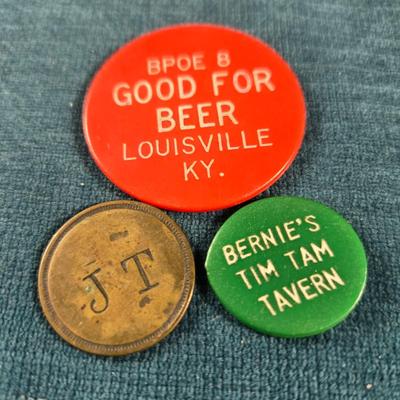 BPOE 8
GOOD FOR
BEER
LOUISVILLE
KY.
JT
BERNIE'S
TIM TAM
TAVERN